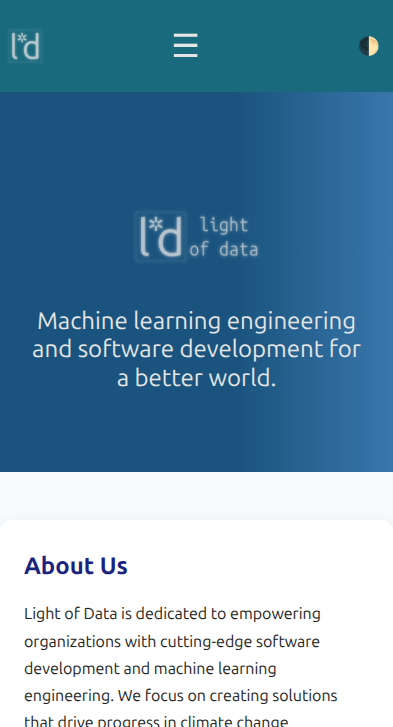 l*d
l*d light
of data
Machine learning engineering
and software development for
a better world.
About Us
Light of Data is dedicated to empowering
organizations with cutting-edge software
development and machine learning
engineering. We focus on creating solutions
that drive progress in climate change